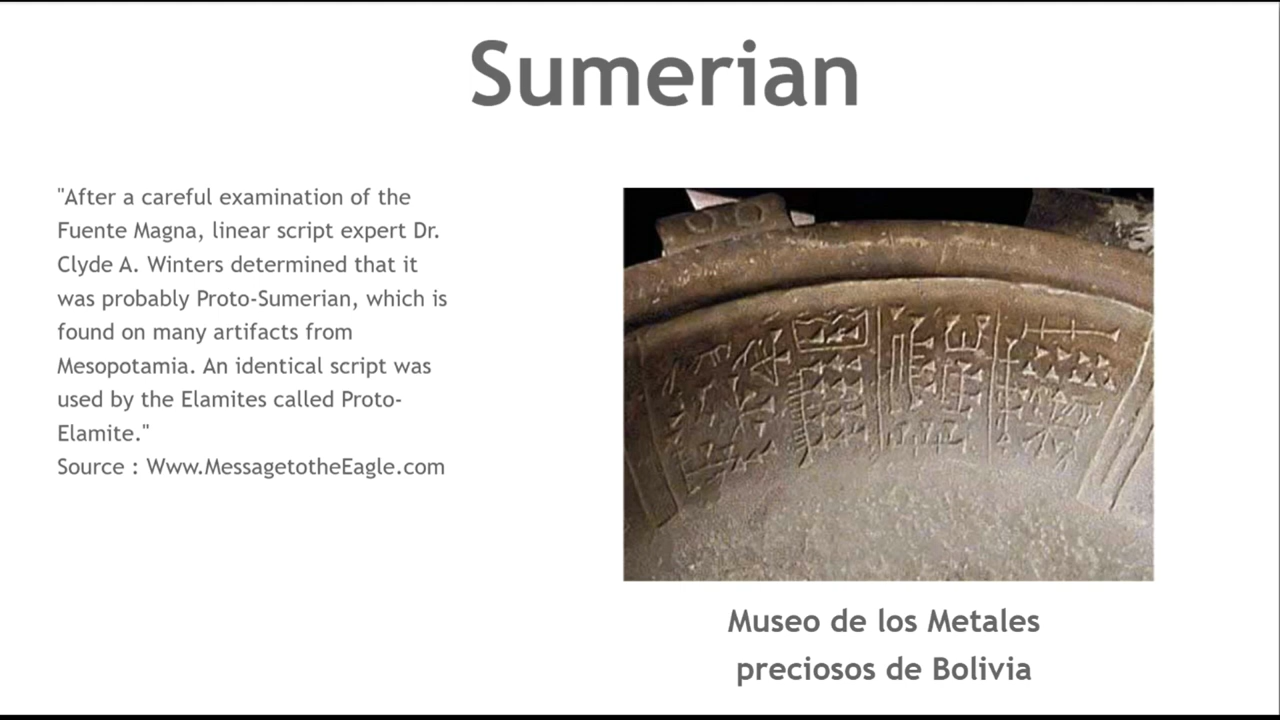 Sumerian
"After a careful examination of the
Fuente Magna, linear script expert Dr.
Clyde A. Winters determined that it
was probably Proto-Sumerian, which is
found on many artifacts from
Mesopotamia. An identical script was
used by the Elamites called Proto-
Elamite."
Source : Www.MessagetotheEagle.com
Museo de los Metales
preciosos de Bolivia